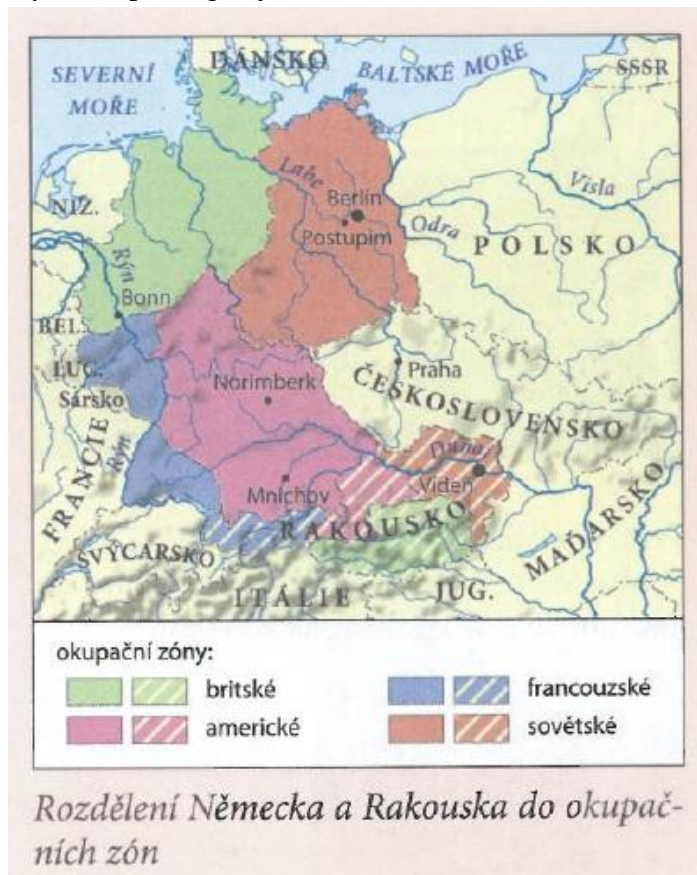 DÁNSKO
SEVERNÍ
MOŘE
BALTSKÉ MOŘE
SSSR
Labe
Visla
NIZ.
Berlín
Postupim
Odra
POLSKO
Rýn
Bonn
BEL.
LUC.
Sársko
Praha
Norimberk
ČESKOSLOVENSKO
FRANCIE
Rýn
Dunaj
Mnichov
Vídeň
RAKOUSKO
MAĎARSKO
ŠVÝCARSKO
ITÁLIE
JUG.
okupační zóny:
britské
francouzské
americké
sovětské
Rozdělení Německa a Rakouska do okupač-
ních zón